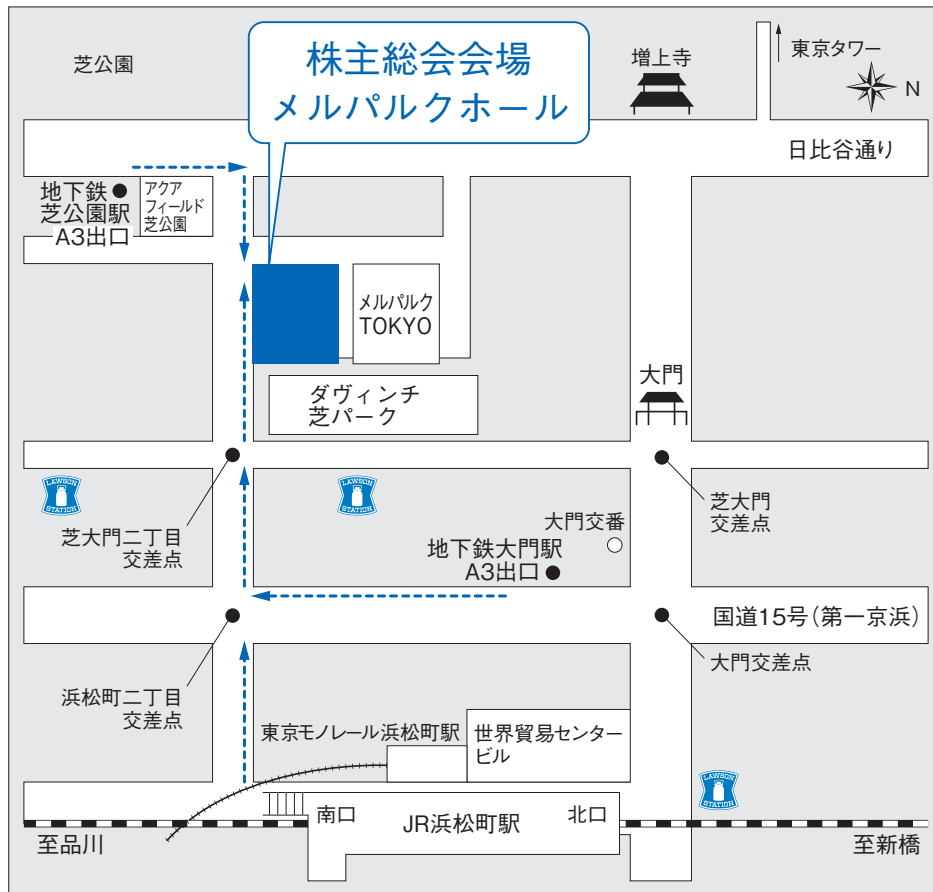 芝公園
株主総会会場
メルパルクホール
増上寺
東京タワー
N
日比谷通り
地下鉄
芝公園駅
A3出口
アクア
フィールド
芝公園
メルパルク
TOKYO
ダヴィンチ
芝パーク
大門
LAWSON
STATION
LAWSON
STATION
芝大門二丁目
交差点
大門交番
地下鉄大門駅
A3出口
芝大門
交差点
国道15号(第一京浜)
浜松町二丁目
交差点
大門交差点
東京モノレール浜松町駅
世界貿易センター
ビル
LAWSON
STATION
南口
JR浜松町駅
北口
至品川
至新橋